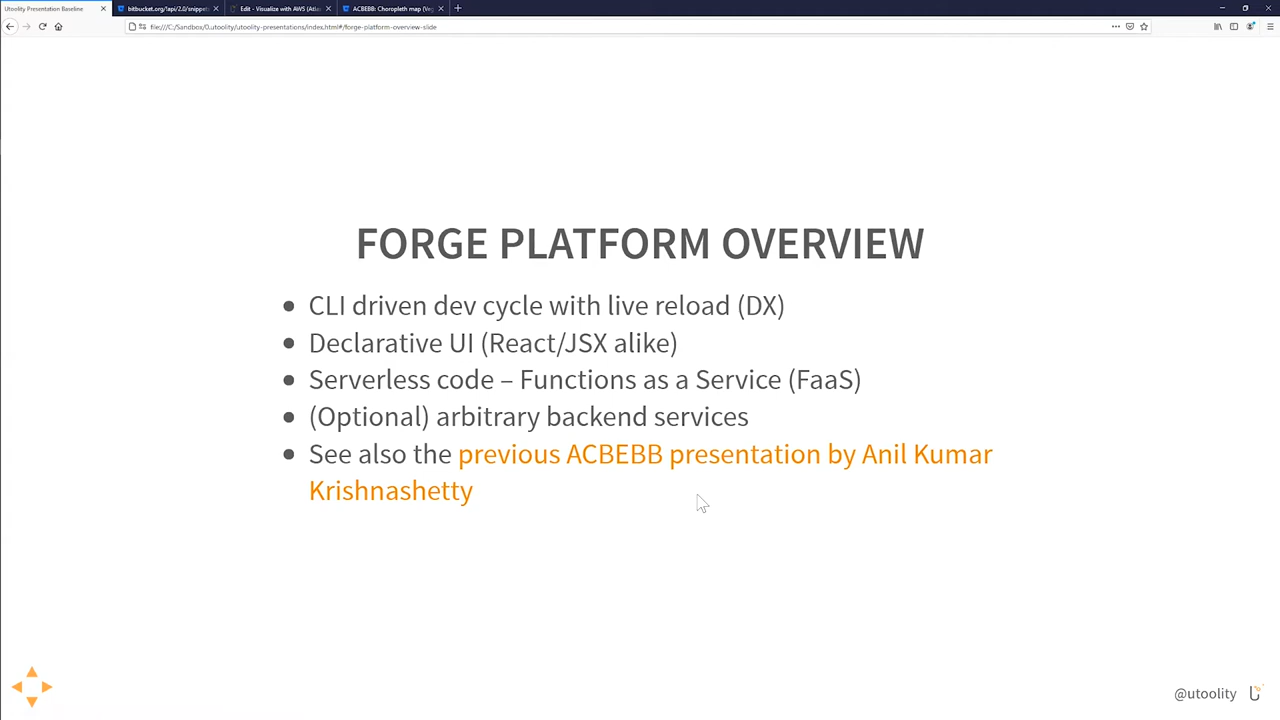 Utoolity Presentation Baseline
bitbucket.org/!api/2.0/snippets
Edit - Visualize with AWS (Atlas
ACBEBB: Choropleth map (Veg
file:///C:/Sandbox/0.utoolity/utoolity-presentations/index.html#/forge-platform-overview-slide
FORGE PLATFORM OVERVIEW
• CLI driven dev cycle with live reload (DX)
• Declarative UI (React/JSX alike)
• Serverless code – Functions as a Service (FaaS)
• (Optional) arbitrary backend services
• See also the previous ACBEBB presentation by Anil Kumar
Krishnashetty
@utoolity